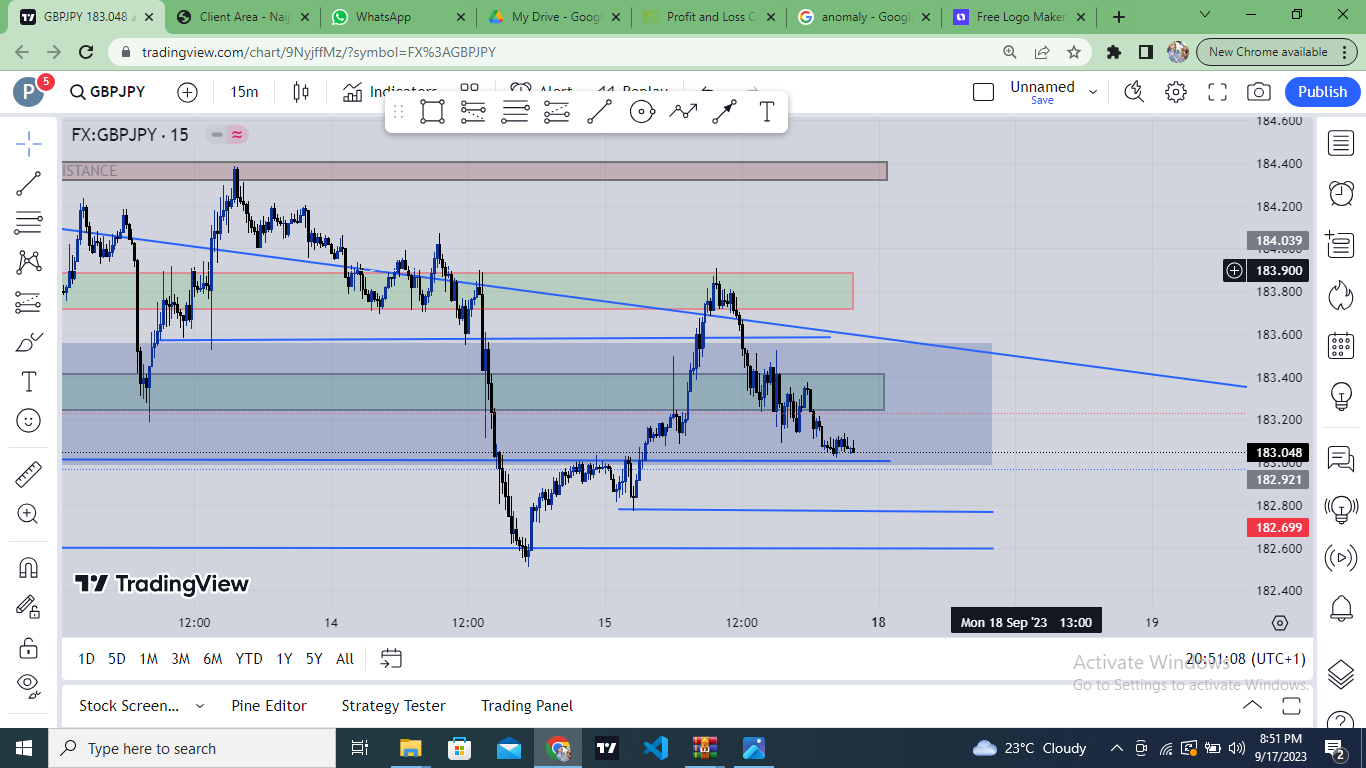 GBPJPY 183.048
Client Area - Naij
WhatsApp
My Drive - Goog
Profit and Loss C
anomaly - Google
Free Logo Maker
tradingview.com/chart/9NyjffMz/?symbol=FX%3AGBPJPY
New Chrome available
P
5
GBPJPY
15m
Indicators
Alert
Replay
Unnamed
Save
Publish
T
FX:GBPJPY · 15
ISTANCE
184.600
184.400
184.200
184.039
184.000
183.900
183.800
183.600
183.400
183.200
183.048
183.000
182.921
182.800
182.699
182.600
182.400
TradingView
12:00
14
12:00
15
12:00
18
Mon 18 Sep '23 13:00
19
1D 5D 1M 3M 6M YTD 1Y 5Y All
20:51:08 (UTC+1)
Activate Windows
Go to Settings to activate Windows.
Stock Screen...
Pine Editor
Strategy Tester
Trading Panel
Type here to search
23°C Cloudy
8:51 PM
9/17/2023
2